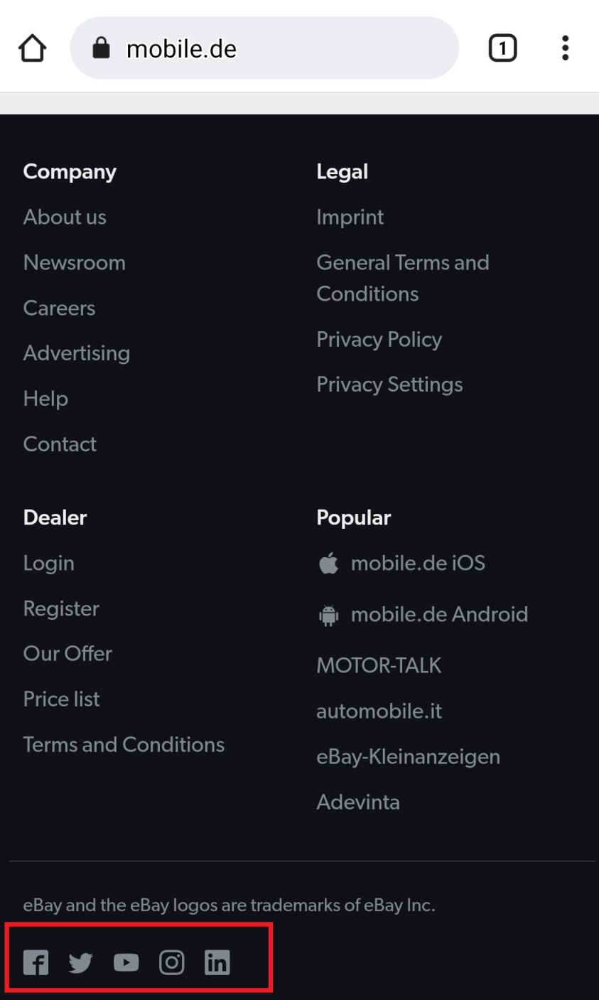 mobile.de
1
Company
About us
Newsroom
Careers
Advertising
Help
Contact
Legal
Imprint
General Terms and
Conditions
Privacy Policy
Privacy Settings
Dealer
Login
Register
Our Offer
Price list
Terms and Conditions
Popular
mobile.de iOS
mobile.de Android
MOTOR-TALK
automobile.it
eBay-Kleinanzeigen
Adevinta
eBay and the eBay logos are trademarks of eBay Inc.